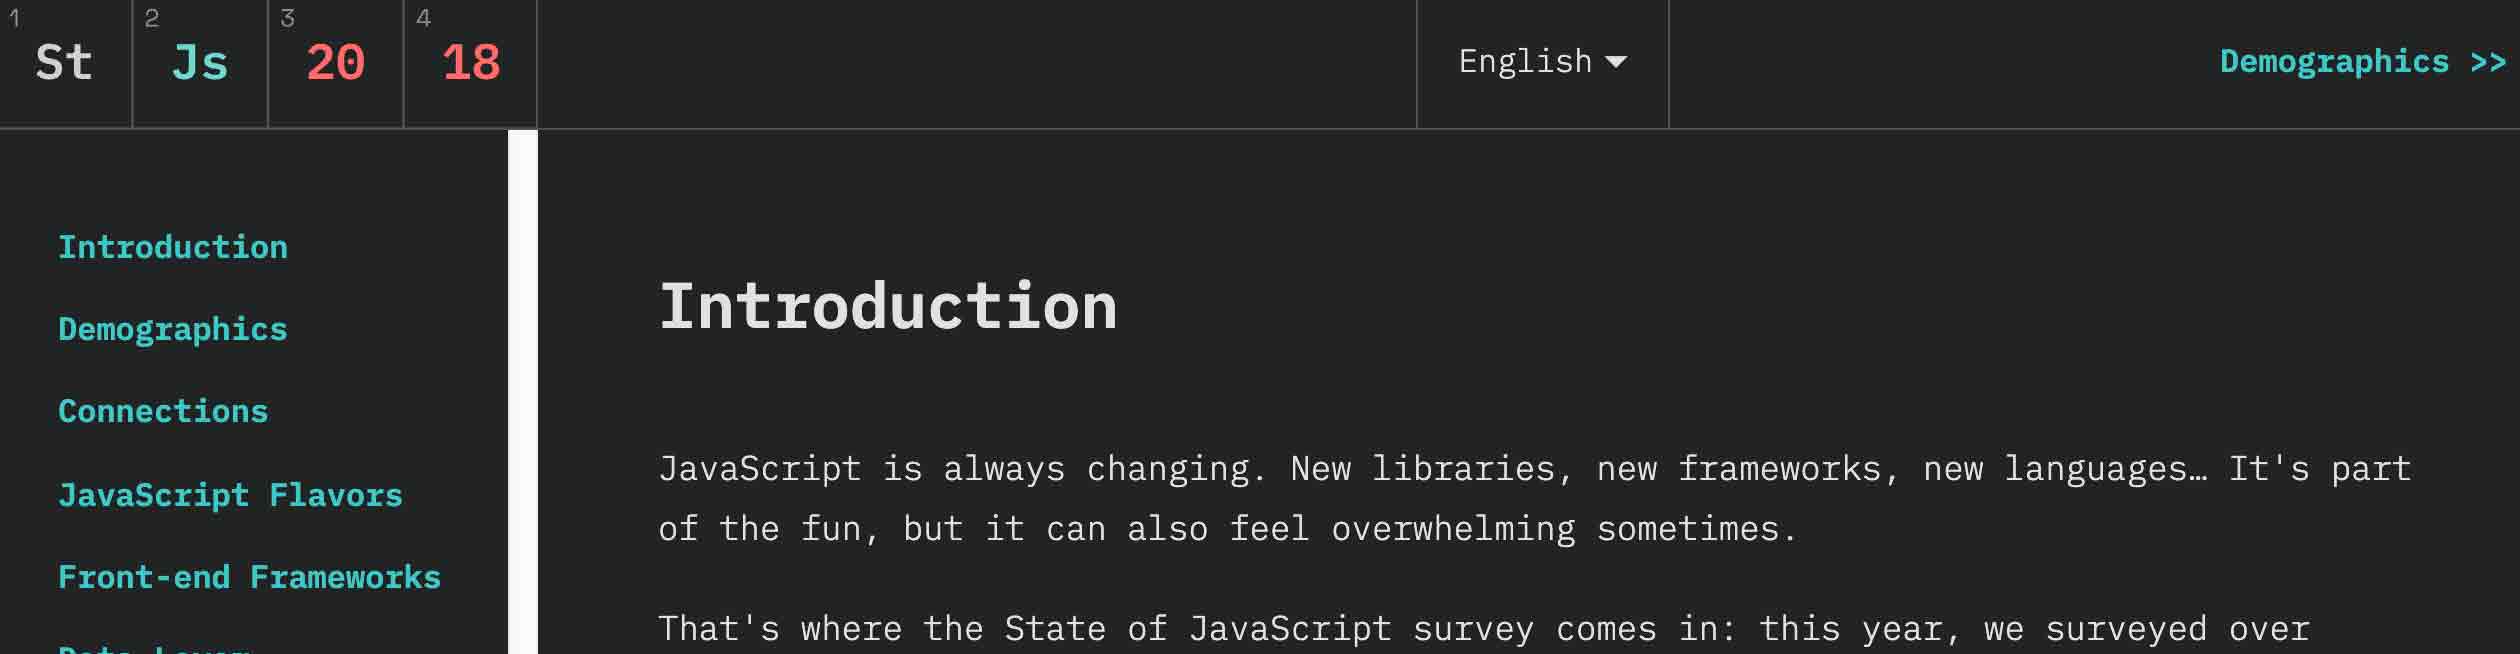 1
St
2
Js
3
20
4
18
English
Demographics >>
Introduction
Demographics
Connections
JavaScript Flavors
Front-end Frameworks
Introduction
JavaScript is always changing. New libraries, new frameworks, new languages… It's part
of the fun, but it can also feel overwhelming sometimes.
That's where the State of JavaScript survey comes in: this year, we surveyed over